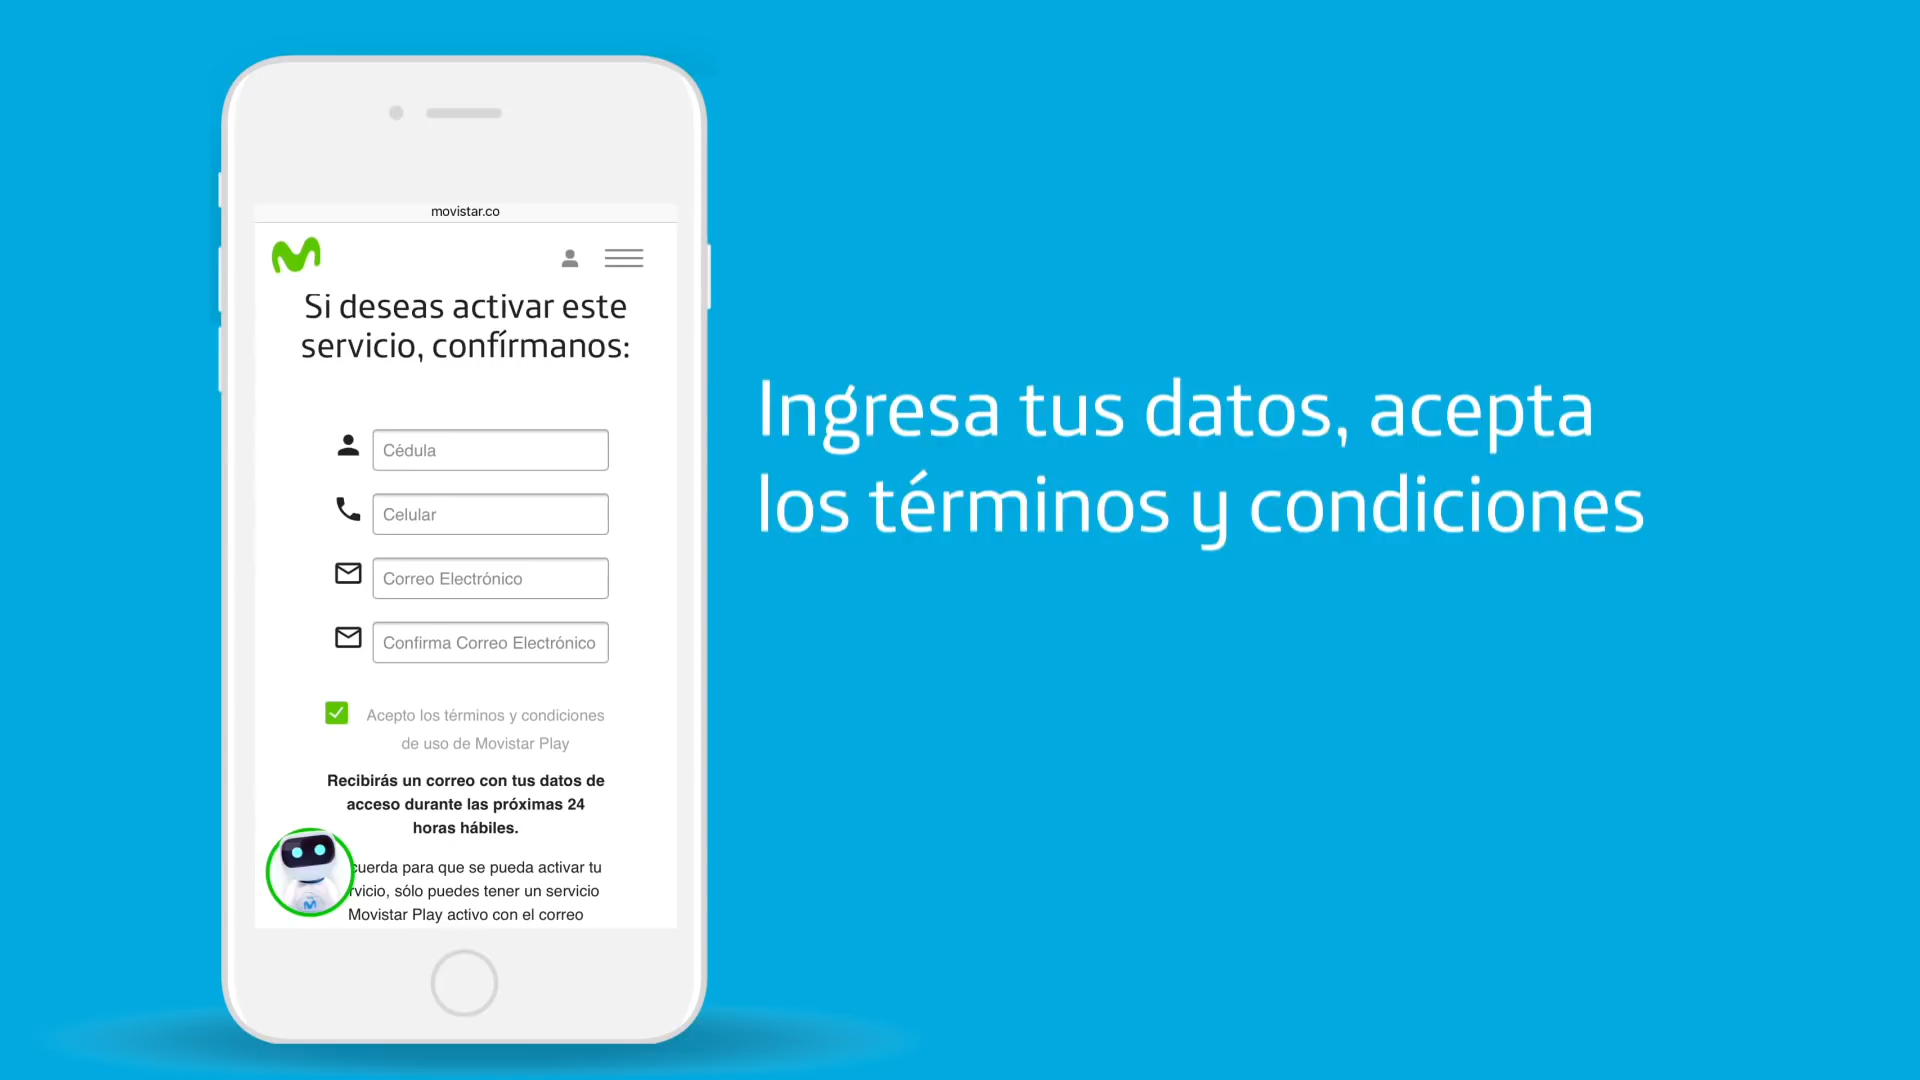 movistar.co
Si deseas activar este
servicio, confírmanos:
Cédula
Celular
Correo Electrónico
Confirma Correo Electrónico
Acepto los términos y condiciones
de uso de Movistar Play
Recibirás un correo con tus datos de
acceso durante las próximas 24
horas hábiles.
cuerda para que se pueda activar tu
rvicio, sólo puedes tener un servicio
Movistar Play activo con el correo
Ingresa tus datos, acepta
los términos y condiciones